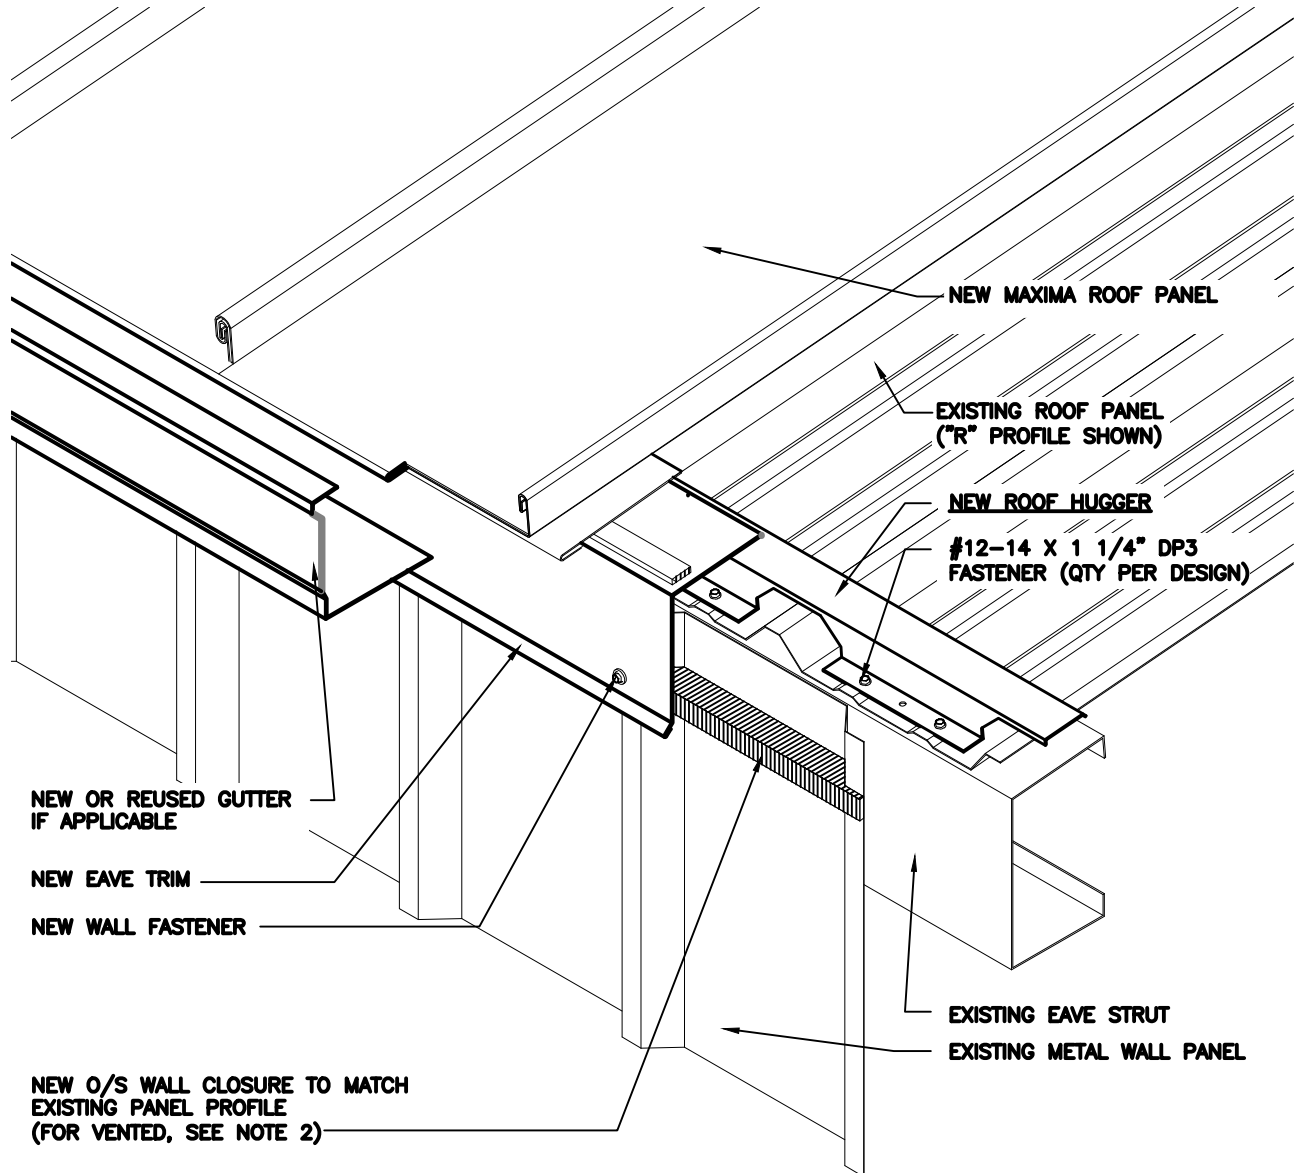 NEW MAXIMA ROOF PANEL
EXISTING ROOF PANEL
("R" PROFILE SHOWN)
NEW ROOF HUGGER
#12-14 X 1 1/4" DP3
FASTENER (QTY PER DESIGN)
NEW OR REUSED GUTTER
IF APPLICABLE
NEW EAVE TRIM
NEW WALL FASTENER
EXISTING EAVE STRUT
EXISTING METAL WALL PANEL
NEW O/S WALL CLOSURE TO MATCH
EXISTING PANEL PROFILE
(FOR VENTED, SEE NOTE 2)